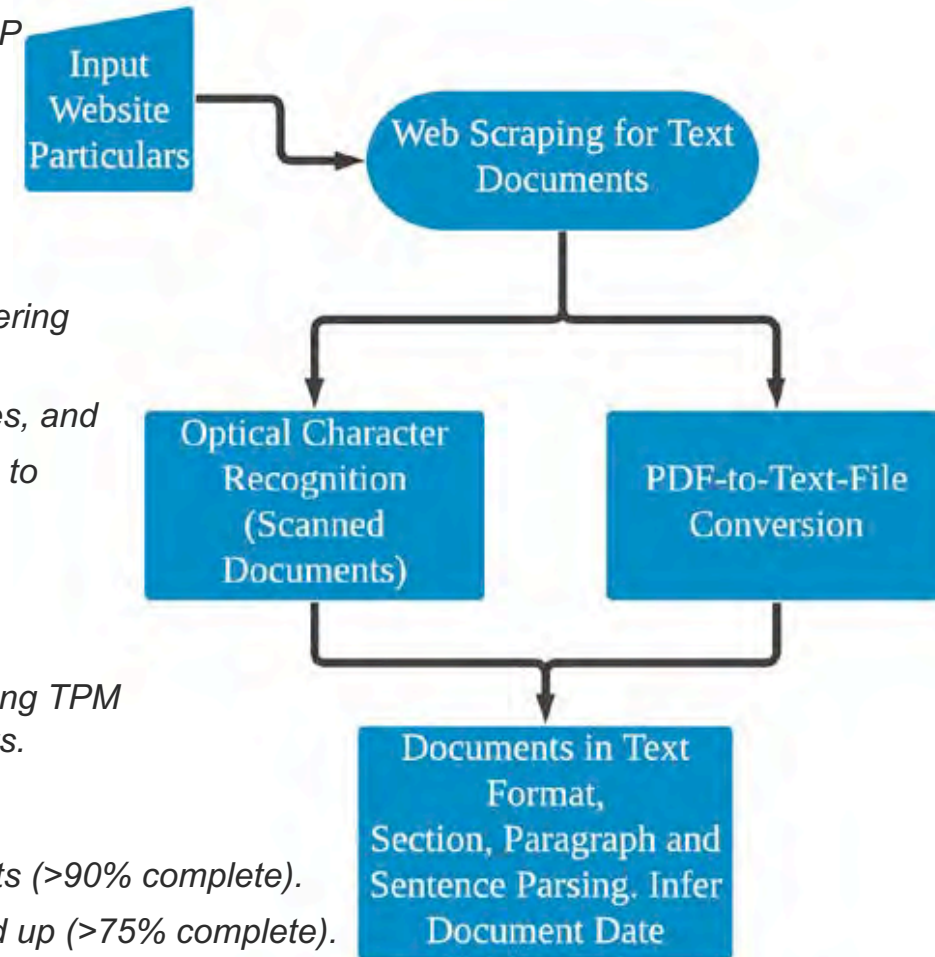 P
Input
Website
Particulars
Web Scraping for Text
Documents
ering
es, and
to
Optical Character
Recognition
(Scanned
Documents)
PDF-to-Text-File
Conversion
ng TPM
s.
Documents in Text
Format,
Section, Paragraph and
Sentence Parsing. Infer
Document Date
ts (>90% complete).
d up (>75% complete).